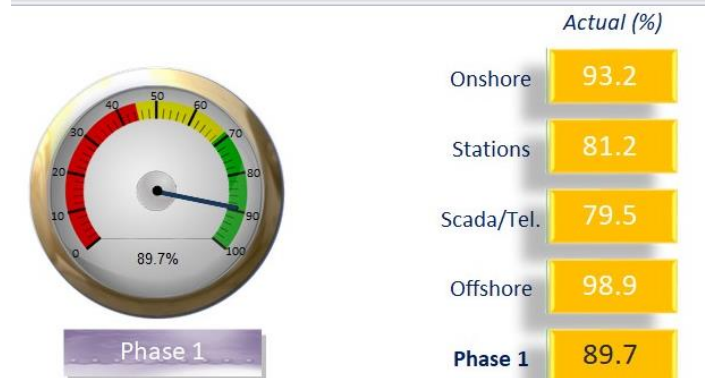 Actual (%)
Onshore 93.2
Stations 81.2
Scada/Tel. 79.5
Offshore 98.9
Phase 1 89.7
0
10
20
30
40
50
60
70
80
90
100
89.7%
Phase 1